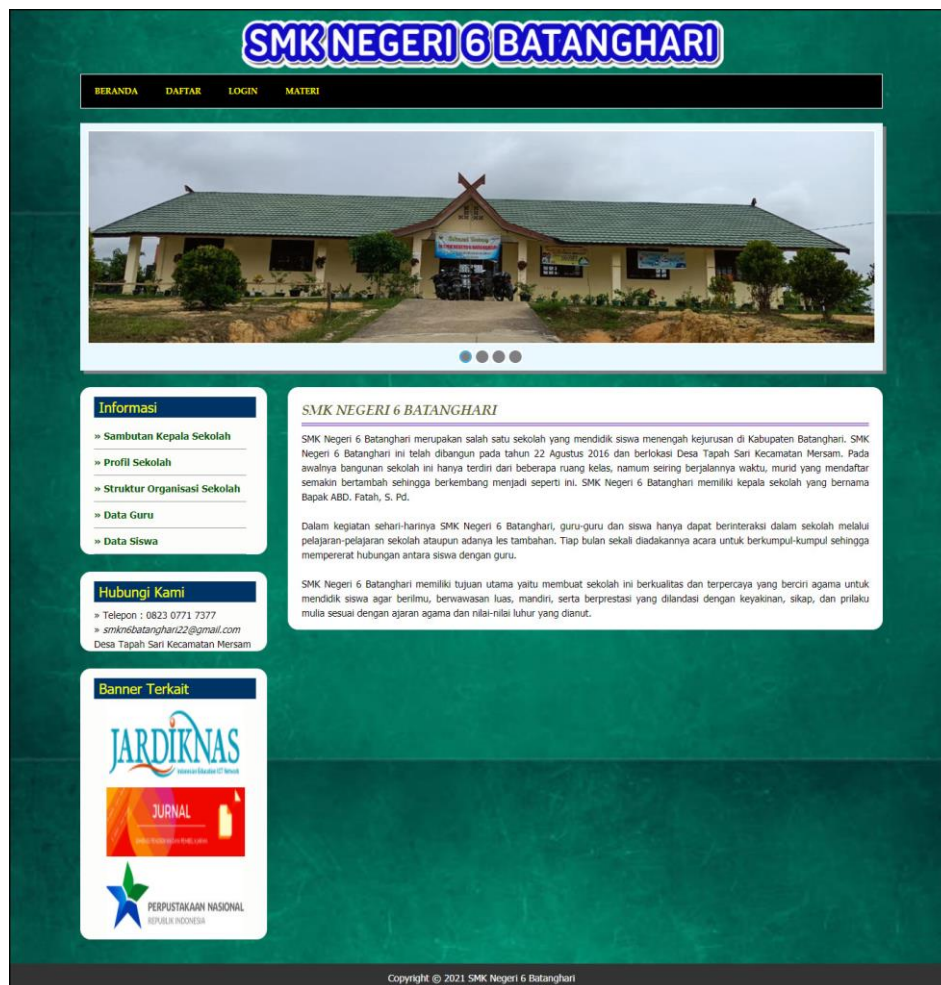 SMK NEGERI 6 BATANGHARI
BERANDA DAFTAR LOGIN MATERI
Informasi
» Sambutan Kepala Sekolah
» Profil Sekolah
» Struktur Organisasi Sekolah
» Data Guru
» Data Siswa
Hubungi Kami
» Telepon : 0823 0771 7377
» smkn6batanghari22@gmail.com
Desa Tapah Sari Kecamatan Mersam
Banner Terkait
JARDIKNAS
Indonesian Education ICT Network
JURNAL
PERPUSTAKAAN NASIONAL
REPUBLIK INDONESIA
SMK NEGERI 6 BATANGHARI
SMK Negeri 6 Batanghari merupakan salah satu sekolah yang mendidik siswa menengah kejurusan di Kabupaten Batanghari. SMK
Negeri 6 Batanghari ini telah dibangun pada tahun 22 Agustus 2016 dan berlokasi Desa Tapah Sari Kecamatan Mersam. Pada
awalnya bangunan sekolah ini hanya terdiri dari beberapa ruang kelas, namum seiring berjalannya waktu, murid yang mendaftar
semakin bertambah sehingga berkembang menjadi seperti ini. SMK Negeri 6 Batanghari memiliki kepala sekolah yang bernama
Bapak ABD. Fatah, S. Pd.
Dalam kegiatan sehari-harinya SMK Negeri 6 Batanghari, guru-guru dan siswa hanya dapat berinteraksi dalam sekolah melalui
pelajaran-pelajaran sekolah ataupun adanya les tambahan. Tiap bulan sekali diadakannya acara untuk berkumpul-kumpul sehingga
mempererat hubungan antara siswa dengan guru.
SMK Negeri 6 Batanghari memiliki tujuan utama yaitu membuat sekolah ini berkualitas dan terpercaya yang berciri agama untuk
mendidik siswa agar berilmu, berwawasan luas, mandiri, serta berprestasi yang dilandasi dengan keyakinan, sikap, dan prilaku
mulia sesuai dengan ajaran agama dan nilai-nilai luhur yang dianut.
Copyright © 2021 SMK Negeri 6 Batanghari